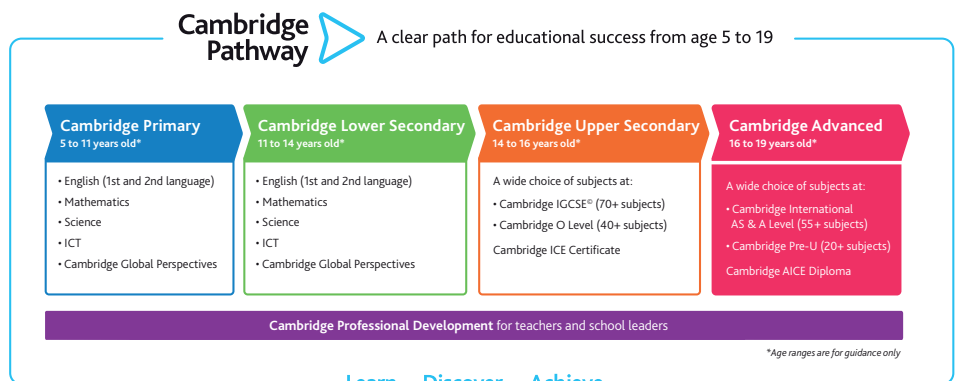 Cambridge
Pathway
A clear path for educational success from age 5 to 19
Cambridge Primary
5 to 11 years old*
• English (1st and 2nd language)
• Mathematics
• Science
• ICT
• Cambridge Global Perspectives
Cambridge Lower Secondary
11 to 14 years old*
• English (1st and 2nd language)
• Mathematics
• Science
• ICT
• Cambridge Global Perspectives
Cambridge Upper Secondary
14 to 16 years old*
A wide choice of subjects at:
• Cambridge IGCSE© (70+ subjects)
• Cambridge O Level (40+ subjects)
Cambridge ICE Certificate
Cambridge Advanced
16 to 19 years old*
A wide choice of subjects at:
• Cambridge International
AS & A Level (55+ subjects)
• Cambridge Pre-U (20+ subjects)
Cambridge AICE Diploma
Cambridge Professional Development for teachers and school leaders
*Age ranges are for guidance only
Learn Discover Achieve